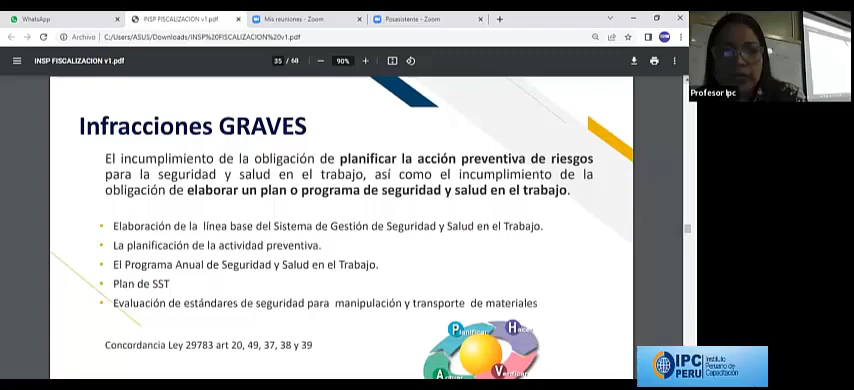 WhatsApp
INSP FISCALIZACION v1.pdf
Mis reuniones - Zoom
Posasistente - Zoom
Archivo | C:/Users/ASUS/Downloads/INSP%20FISCALIZACION%20v1.pdf
INSP FISCALIZACION v1.pdf
35 / 68
90%
Profesor Ipc
Infracciones GRAVES
El incumplimiento de la obligación de planificar la acción preventiva de riesgos
para la seguridad y salud en el trabajo, así como el incumplimiento de la
obligación de elaborar un plan o programa de seguridad y salud en el trabajo.
• Elaboración de la línea base del Sistema de Gestión de Seguridad y Salud en el Trabajo.
• La planificación de la actividad preventiva.
• El Programa Anual de Seguridad y Salud en el Trabajo.
• Plan de SST
• Evaluación de estándares de seguridad para manipulación y transporte de materiales
Concordancia Ley 29783 art 20, 49, 37, 38 y 39
Planificar
Hacer
Verificar
Actuar
IPC
PERU
Instituto
Peruano de
Capacitación